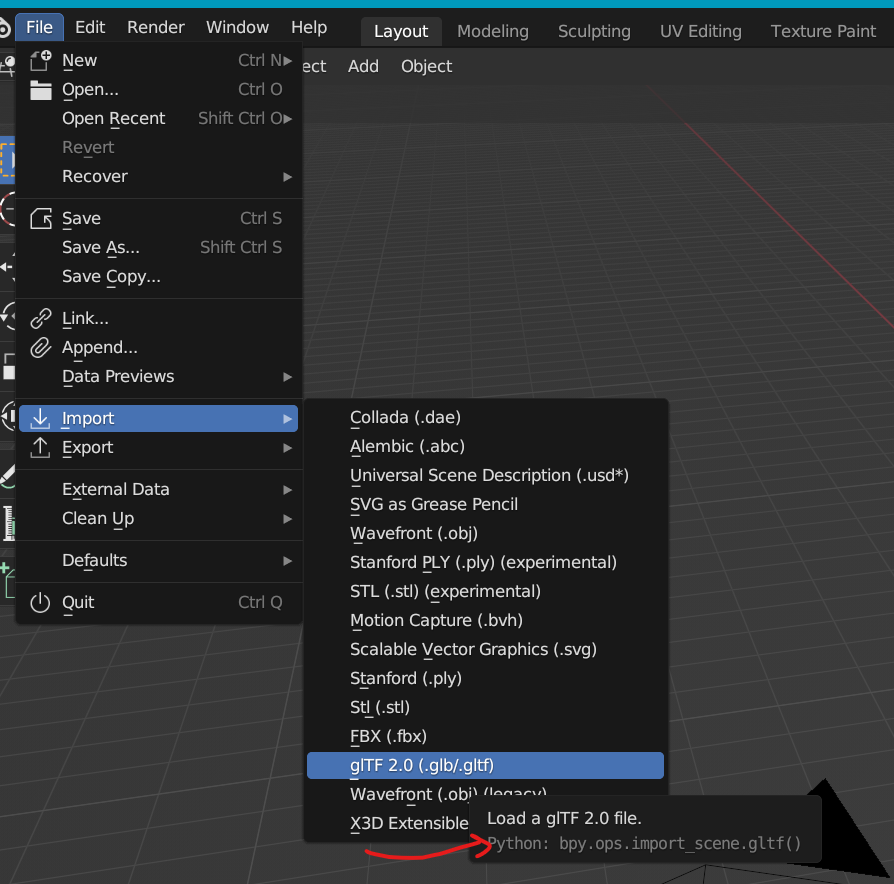 File Edit Render Window Help Layout Modeling Sculpting UV Editing Texture Paint
Add Object
New Ctrl N
Open... Ctrl O
Open Recent Shift Ctrl O
Revert
Recover
Save Ctrl S
Save As... Shift Ctrl S
Save Copy...
Link...
Append...
Data Previews
Import
Export
External Data
Clean Up
Defaults
Quit Ctrl Q
Collada (.dae)
Alembic (.abc)
Universal Scene Description (.usd*)
SVG as Grease Pencil
Wavefront (.obj)
Stanford PLY (.ply) (experimental)
STL (.stl) (experimental)
Motion Capture (.bvh)
Scalable Vector Graphics (.svg)
Stanford (.ply)
Stl (.stl)
FBX (.fbx)
glTF 2.0 (.glb/.gltf)
Wavefront (.obj) (legacy)
X3D Extensible
Load a glTF 2.0 file.
Python: bpy.ops.import_scene.gltf()